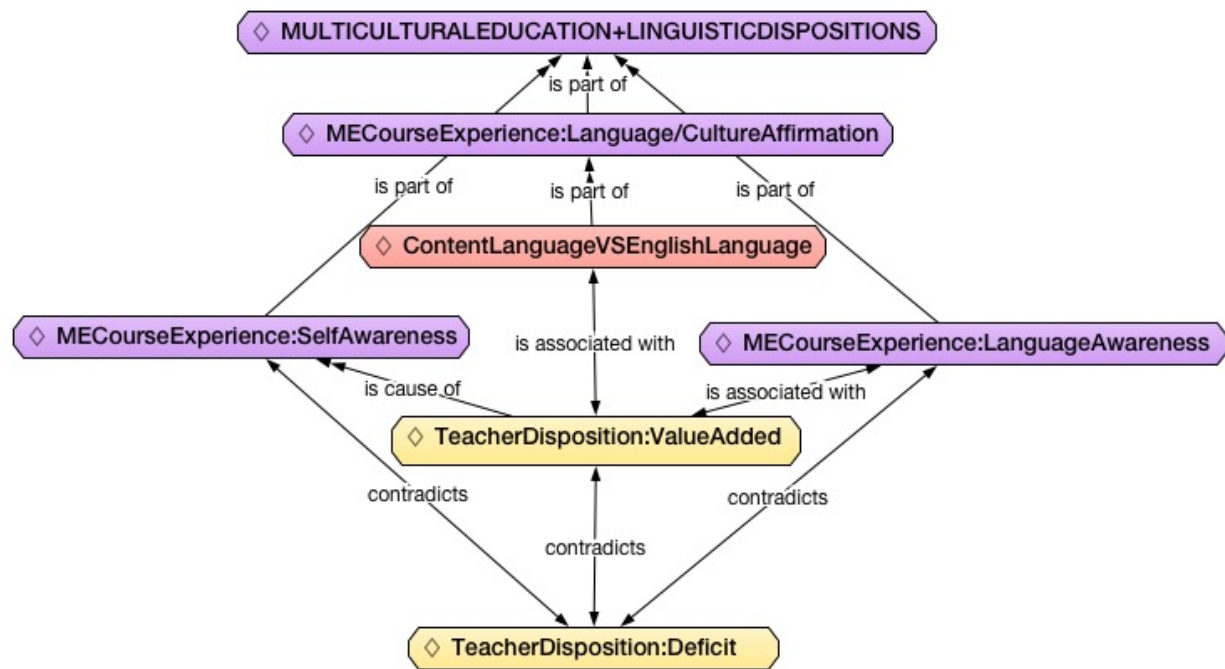 MULTICULTURALEDUCATION+LINGUISTICDISPOSITIONS
is part of
MECourseExperience:Language/CultureAffirmation
is part of
is part of
is part of
ContentLanguageVSEnglishLanguage
MECourseExperience:SelfAwareness
is associated with
MECourseExperience:LanguageAwareness
is cause of
is associated with
TeacherDisposition:ValueAdded
contradicts
contradicts
contradicts
TeacherDisposition:Deficit